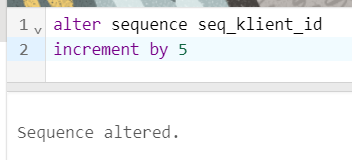 1 alter sequence seq_klient_id
2 increment by 5
Sequence altered.